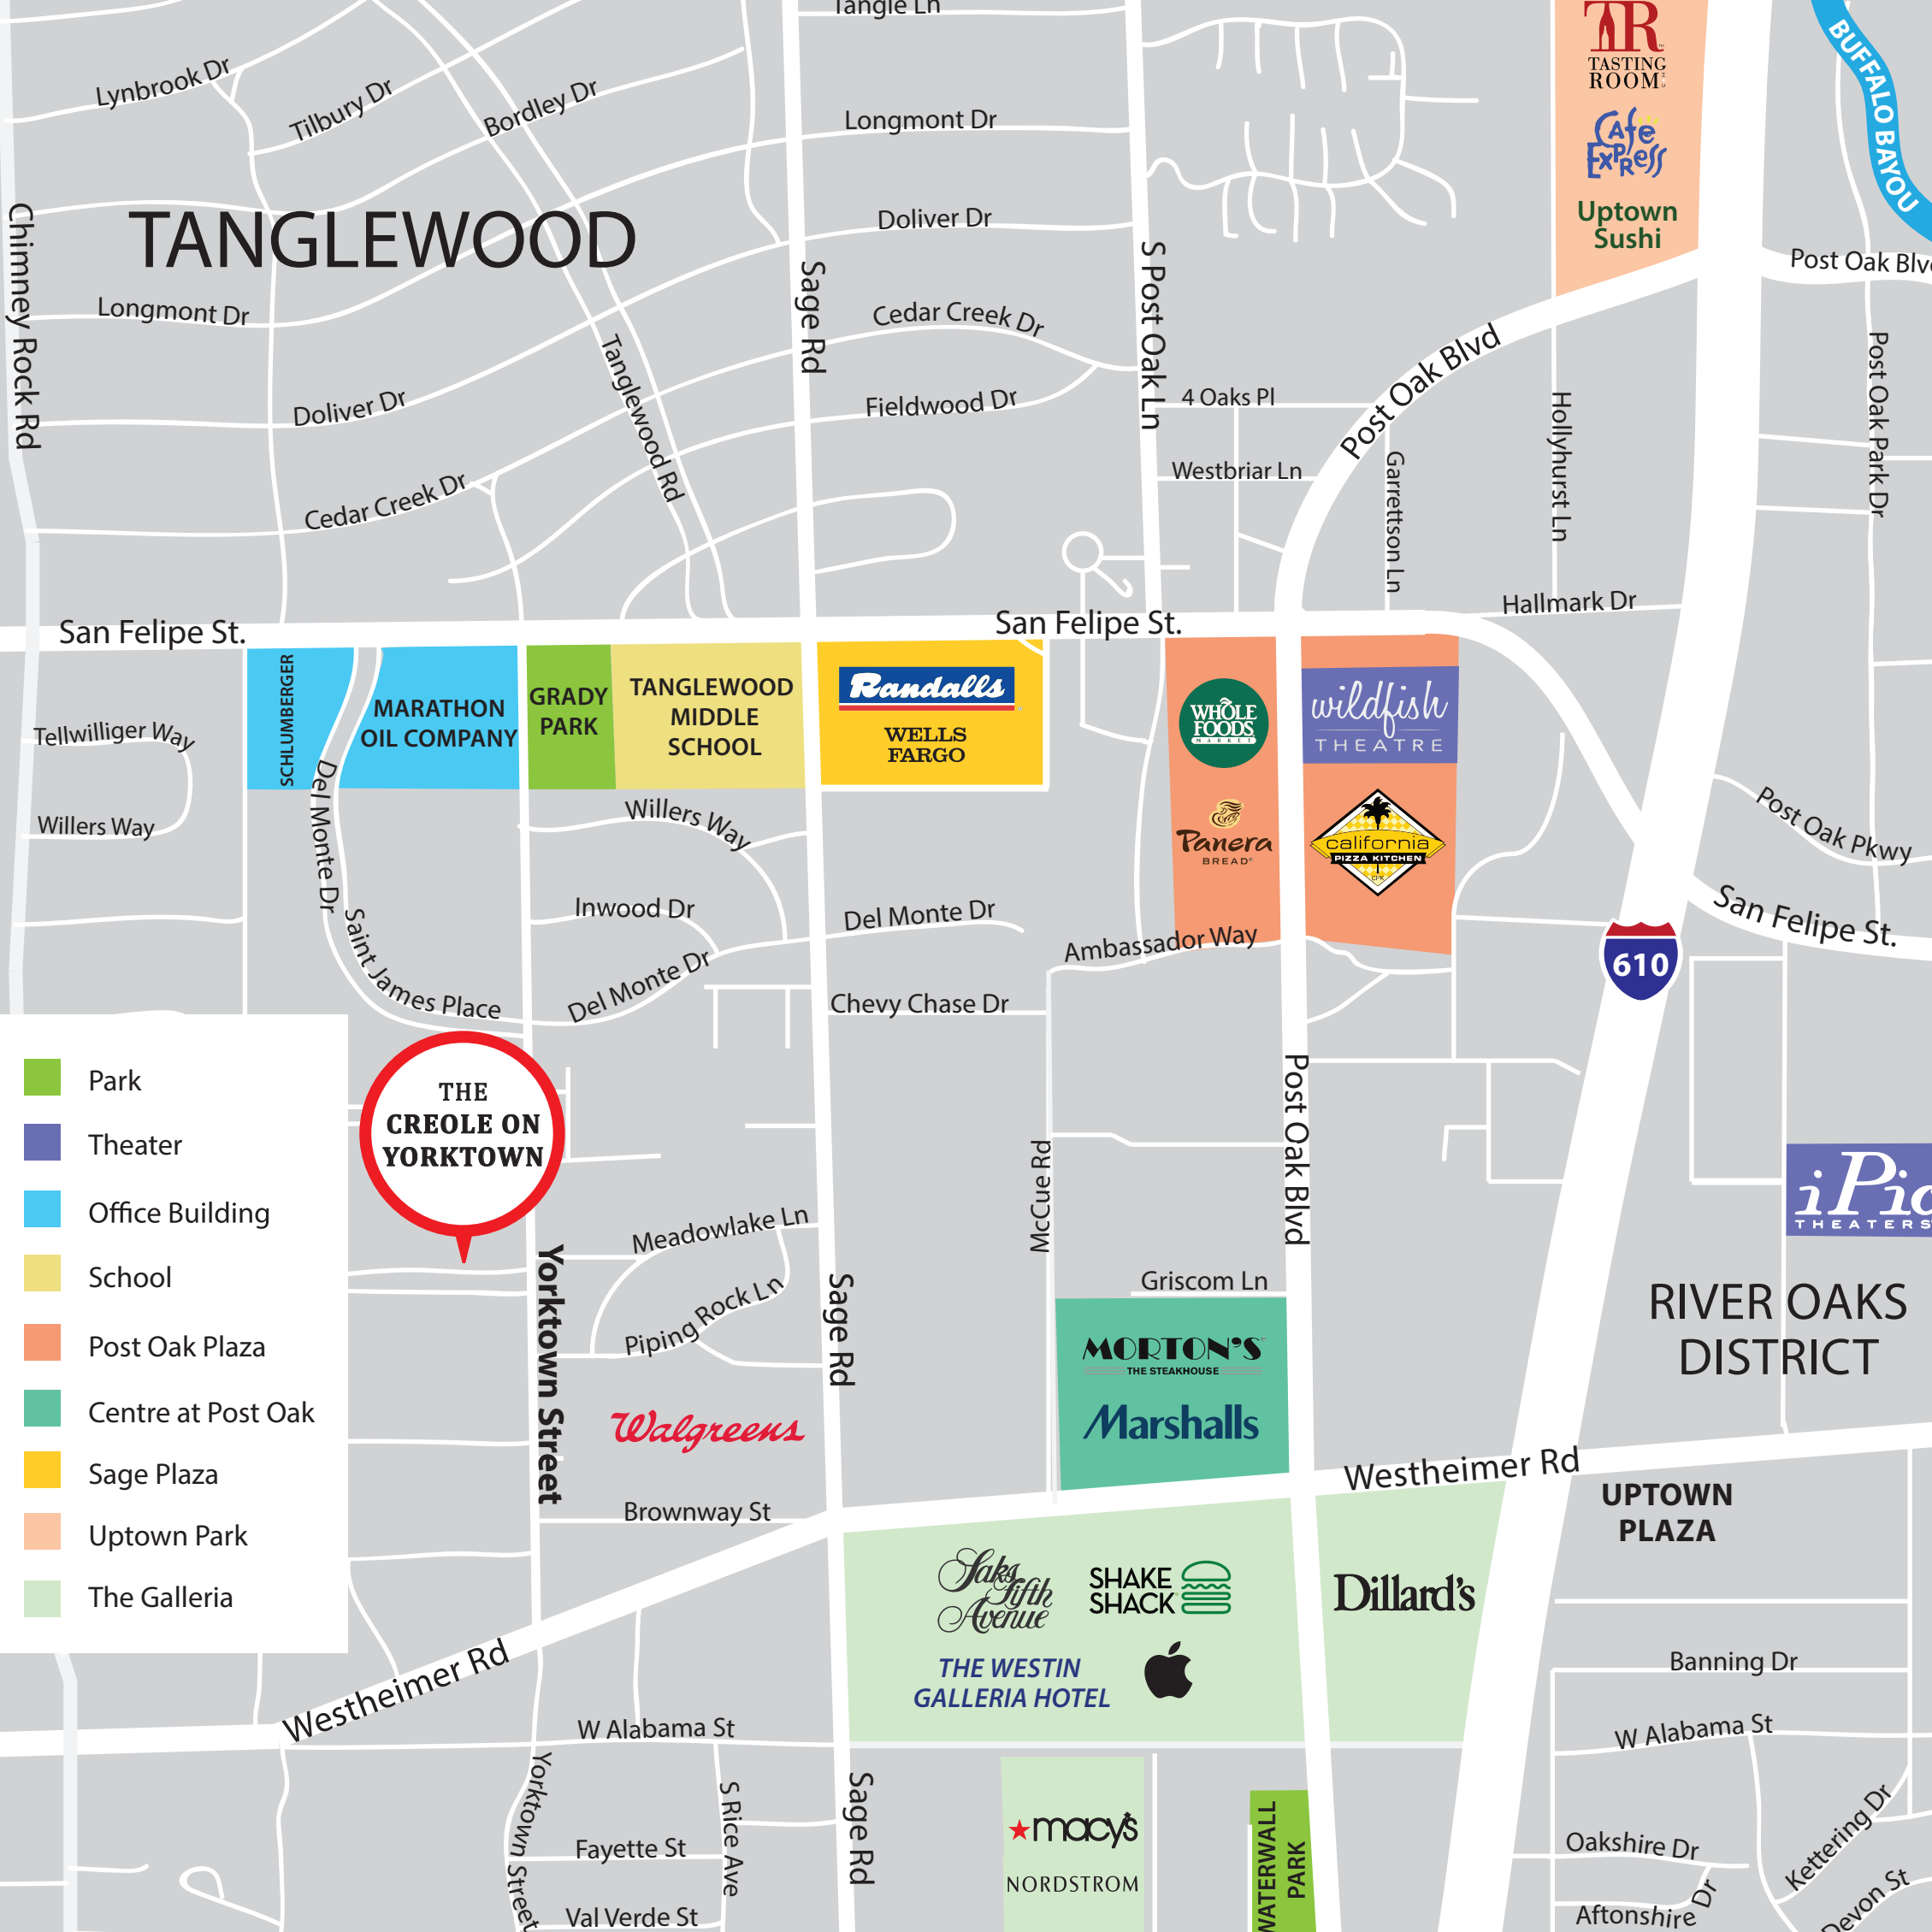 Tangle Ln
TR
TASTING
ROOM
BUFFALO BAYOU
Lynbrook Dr
Tilbury Dr
Bordley Dr
Longmont Dr
Cafe
Express
Uptown
Sushi
Chimney Rock Rd
TANGLEWOOD
Doliver Dr
S Post Oak Ln
Post Oak Blv
Sage Rd
Longmont Dr
Cedar Creek Dr
Tanglewood Rd
Post Oak Blvd
Post Oak Park Dr
Doliver Dr
Fieldwood Dr
4 Oaks Pl
Hollyhurst Ln
Westbriar Ln
Garrettson Ln
Cedar Creek Dr
Hallmark Dr
San Felipe St.
San Felipe St.
SCHLUMBERGER
MARATHON
OIL COMPANY
GRADY
PARK
TANGLEWOOD
MIDDLE
SCHOOL
Randalls
WELLS
FARGO
WHOLE
FOODS
MARKET
wildfish
THEATRE
Tellwilliger Way
Del Monte Dr
Willers Way
Willers Way
Panera
BREAD
california
PIZZA KITCHEN
CPK
Post Oak Pkwy
Saint James Place
Inwood Dr
Del Monte Dr
Del Monte Dr
Ambassador Way
San Felipe St.
610
Chevy Chase Dr
Park
Theater
Office Building
School
Post Oak Plaza
Centre at Post Oak
Sage Plaza
Uptown Park
The Galleria
THE
CREOLE ON
YORKTOWN
Post Oak Blvd
McCue Rd
iPic
THEATERS
Meadowlake Ln
Yorktown Street
Piping Rock Ln
Sage Rd
Griscom Ln
RIVER OAKS
DISTRICT
MORTON'S
THE STEAKHOUSE
Marshalls
Walgreens
Westheimer Rd
UPTOWN
PLAZA
Brownway St
Saks
Fifth
Avenue
SHAKE
SHACK
Dillard's
THE WESTIN
GALLERIA HOTEL
Westheimer Rd
Banning Dr
W Alabama St
W Alabama St
Yorktown Street
S Rice Ave
Sage Rd
macy's
NORDSTROM
WATERWALL
PARK
Fayette St
Oakshire Dr
Kettering Dr
Val Verde St
Aftonshire Dr
Devon St